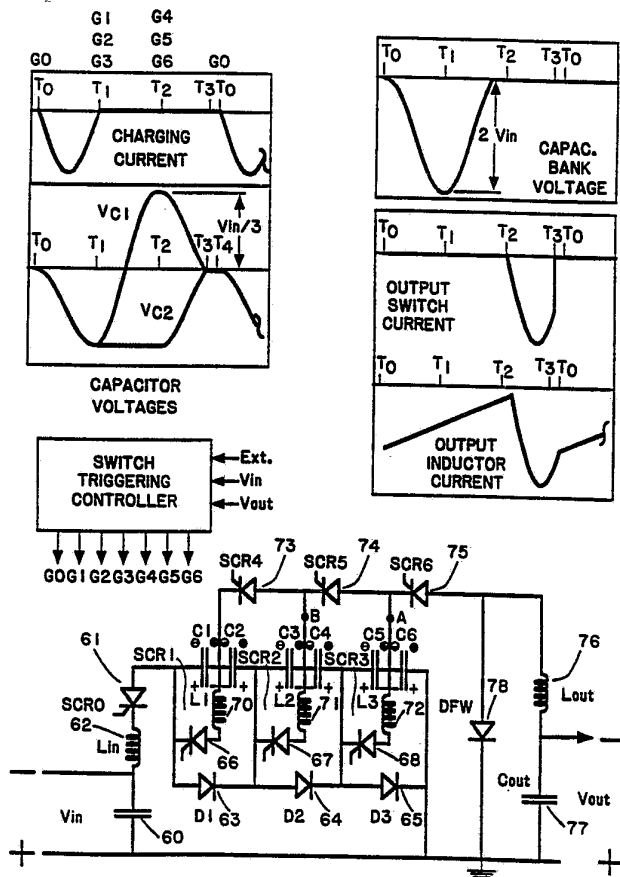 G1 G4
G2 G5
G0 G3 G6 G0
T0 T1 T2 T3 T0
CHARGING
CURRENT
VC1
Vin/3
T0 T1 T2 T3 T4
VC2
CAPACITOR
VOLTAGES
T0 T1 T2 T3 T0
2 Vin
CAPAC.
BANK
VOLTAGE
T0 T1 T2 T3 T0
OUTPUT
SWITCH
CURRENT
T0 T1 T2 T3 T0
OUTPUT
INDUCTOR
CURRENT
SWITCH
TRIGGERING
CONTROLLER
Ext.
Vin
Vout
G0 G1 G2 G3 G4 G5 G6
SCR4 73 SCR5 74 SCR6 75
B A
61 SCR1 C1 C2 SCR2 C3 C4 SCR3 C5 C6 76
SCR0 + L1 + + L2 + + L3 + DFW 78 Lout
62 Lin 70 71 72
66 67 68
− −
Vin 60 D1 63 D2 64 D3 65 Cout 77 Vout
+ +